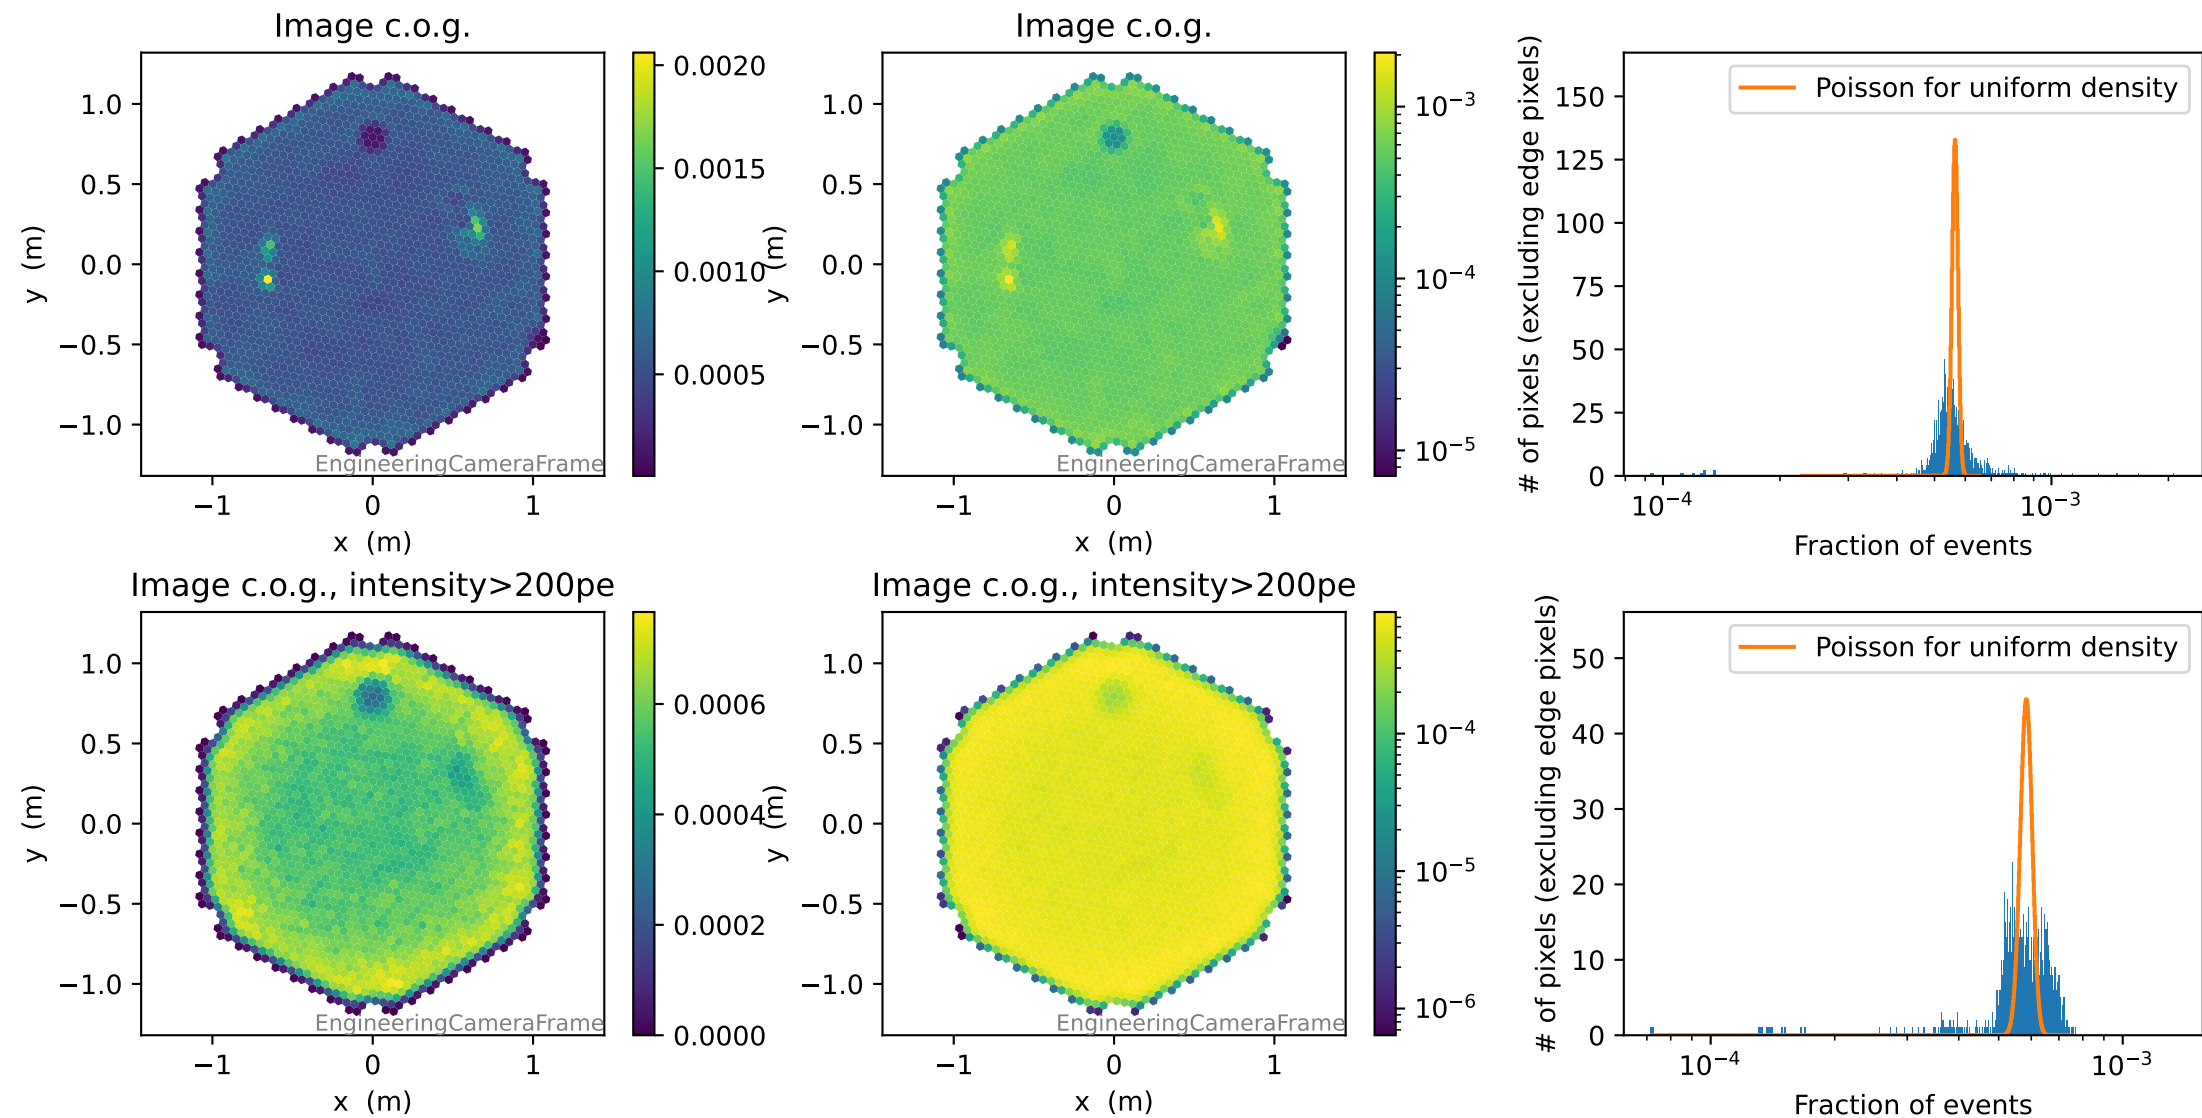 Image c.o.g.
1.0
0.5
0.0
−0.5
−1.0
y (m)
−1
0
1
x (m)
EngineeringCameraFrame
0.0020
0.0015
0.0010
0.0005
Image c.o.g.
1.0
0.5
0.0
−0.5
−1.0
y (m)
−1
0
1
x (m)
EngineeringCameraFrame
10⁻³
10⁻⁴
10⁻⁵
Poisson for uniform density
150
125
100
75
50
25
0
# of pixels (excluding edge pixels)
10⁻⁴
10⁻³
Fraction of events
Image c.o.g., intensity>200pe
1.0
0.5
0.0
−0.5
−1.0
y (m)
−1
0
1
x (m)
EngineeringCameraFrame
0.0006
0.0004
0.0002
0.0000
Image c.o.g., intensity>200pe
1.0
0.5
0.0
−0.5
−1.0
y (m)
−1
0
1
x (m)
EngineeringCameraFrame
10⁻⁴
10⁻⁵
10⁻⁶
Poisson for uniform density
50
40
30
20
10
0
# of pixels (excluding edge pixels)
10⁻⁴
10⁻³
Fraction of events